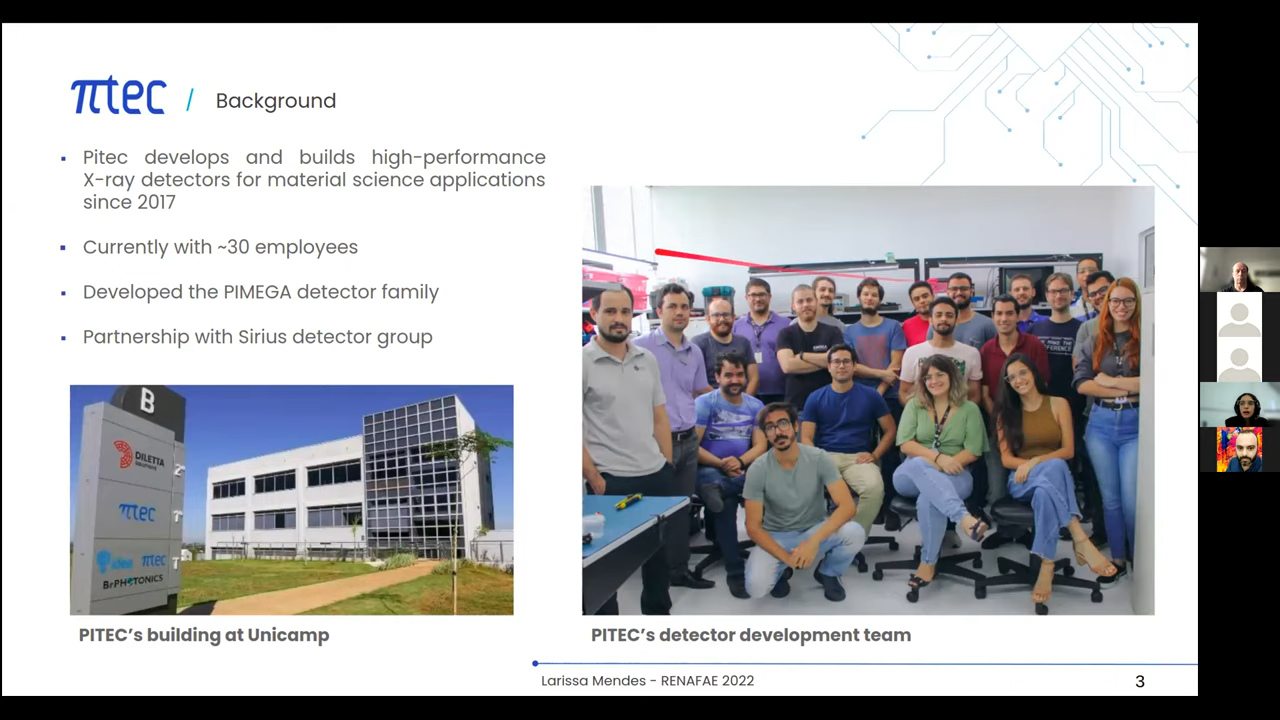 πtec / Background
▪ Pitec develops and builds high-performance
X-ray detectors for material science applications
since 2017
▪ Currently with ~30 employees
▪ Developed the PIMEGA detector family
▪ Partnership with Sirius detector group
B
DILETTA
πtec
idea πtec
BrPHOTONICS
PITEC's building at Unicamp
PITEC's detector development team
Larissa Mendes - RENAFAE 2022
3